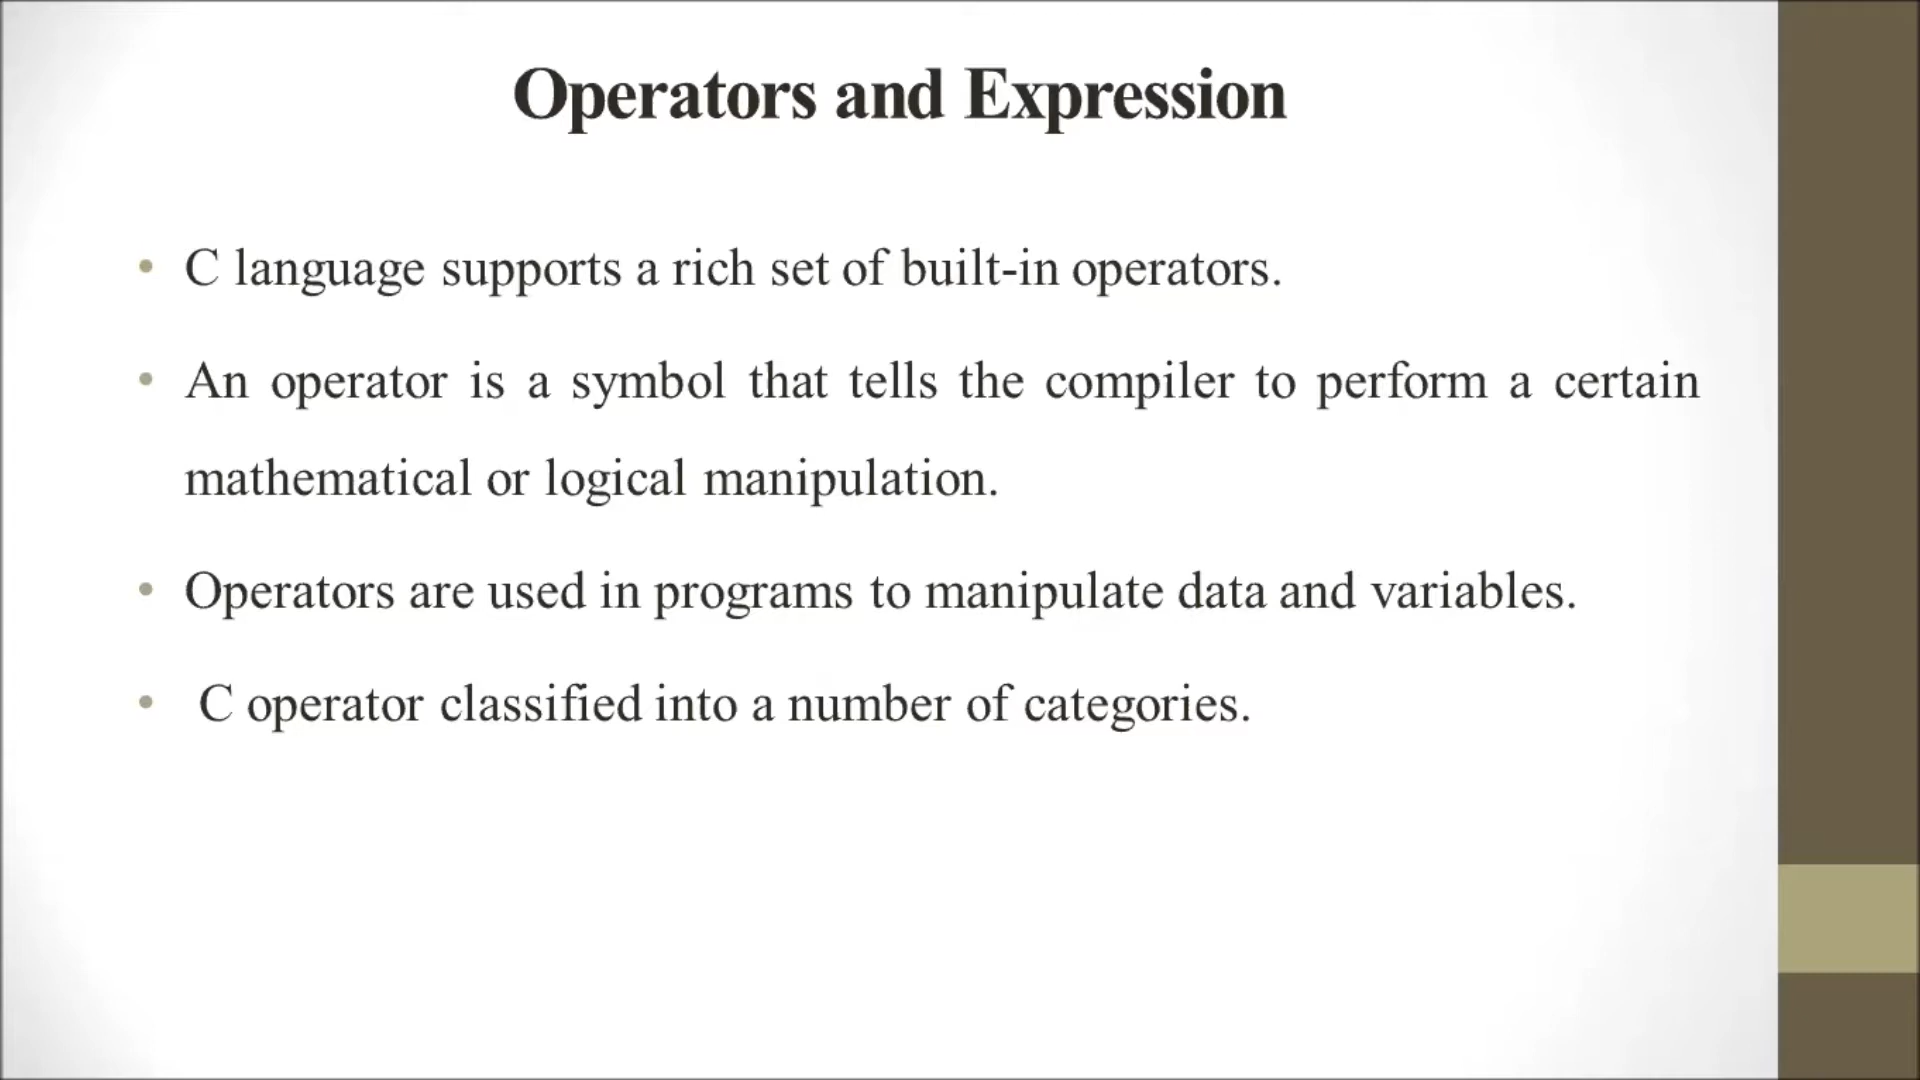 Operators and Expression
• C language supports a rich set of built-in operators.
• An operator is a symbol that tells the compiler to perform a certain
mathematical or logical manipulation.
• Operators are used in programs to manipulate data and variables.
• C operator classified into a number of categories.